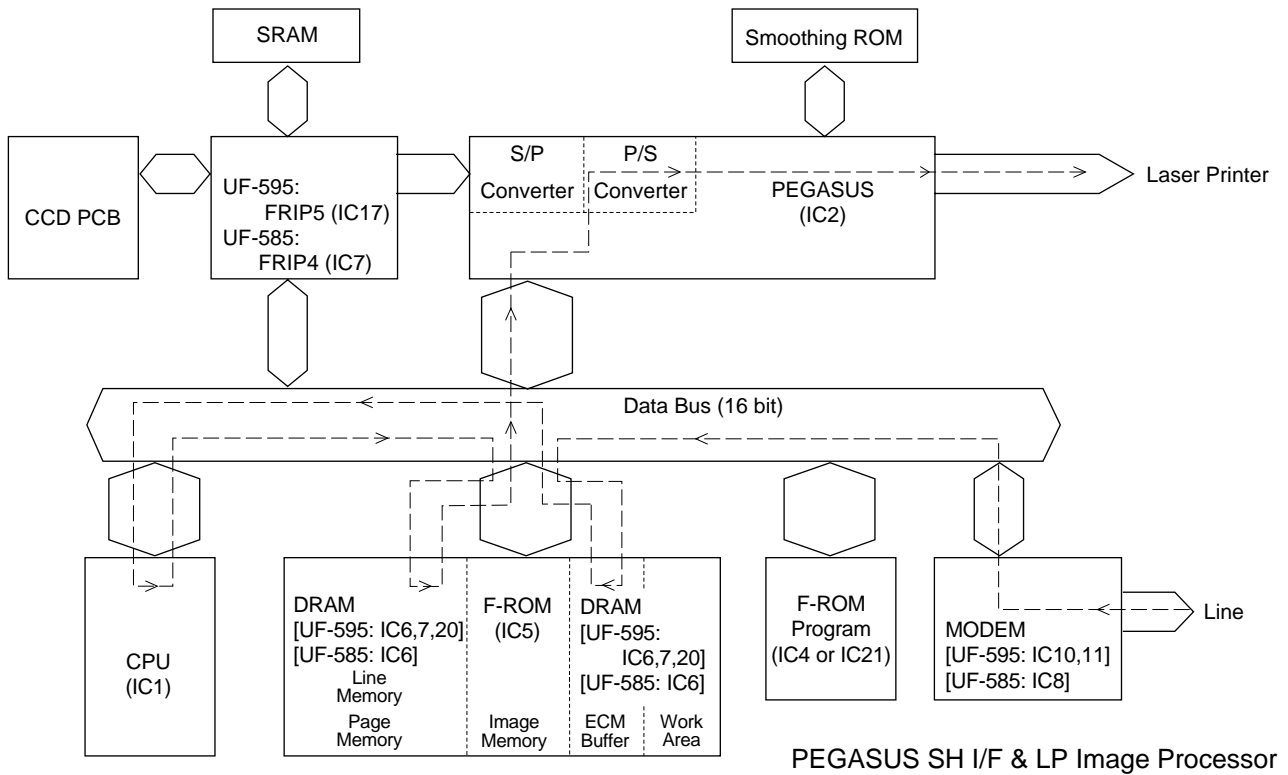 SRAM
Smoothing ROM
CCD PCB
UF-595:
FRIP5 (IC17)
UF-585:
FRIP4 (IC7)
S/P
Converter
P/S
Converter
PEGASUS
(IC2)
Laser Printer
Data Bus (16 bit)
CPU
(IC1)
DRAM
[UF-595: IC6,7,20]
[UF-585: IC6]
Line
Memory
Page
Memory
F-ROM
(IC5)
Image
Memory
DRAM
[UF-595:
IC6,7,20]
[UF-585: IC6]
ECM
Buffer
Work
Area
F-ROM
Program
(IC4 or IC21)
MODEM
[UF-595: IC10,11]
[UF-585: IC8]
Line
PEGASUS SH I/F & LP Image Processor